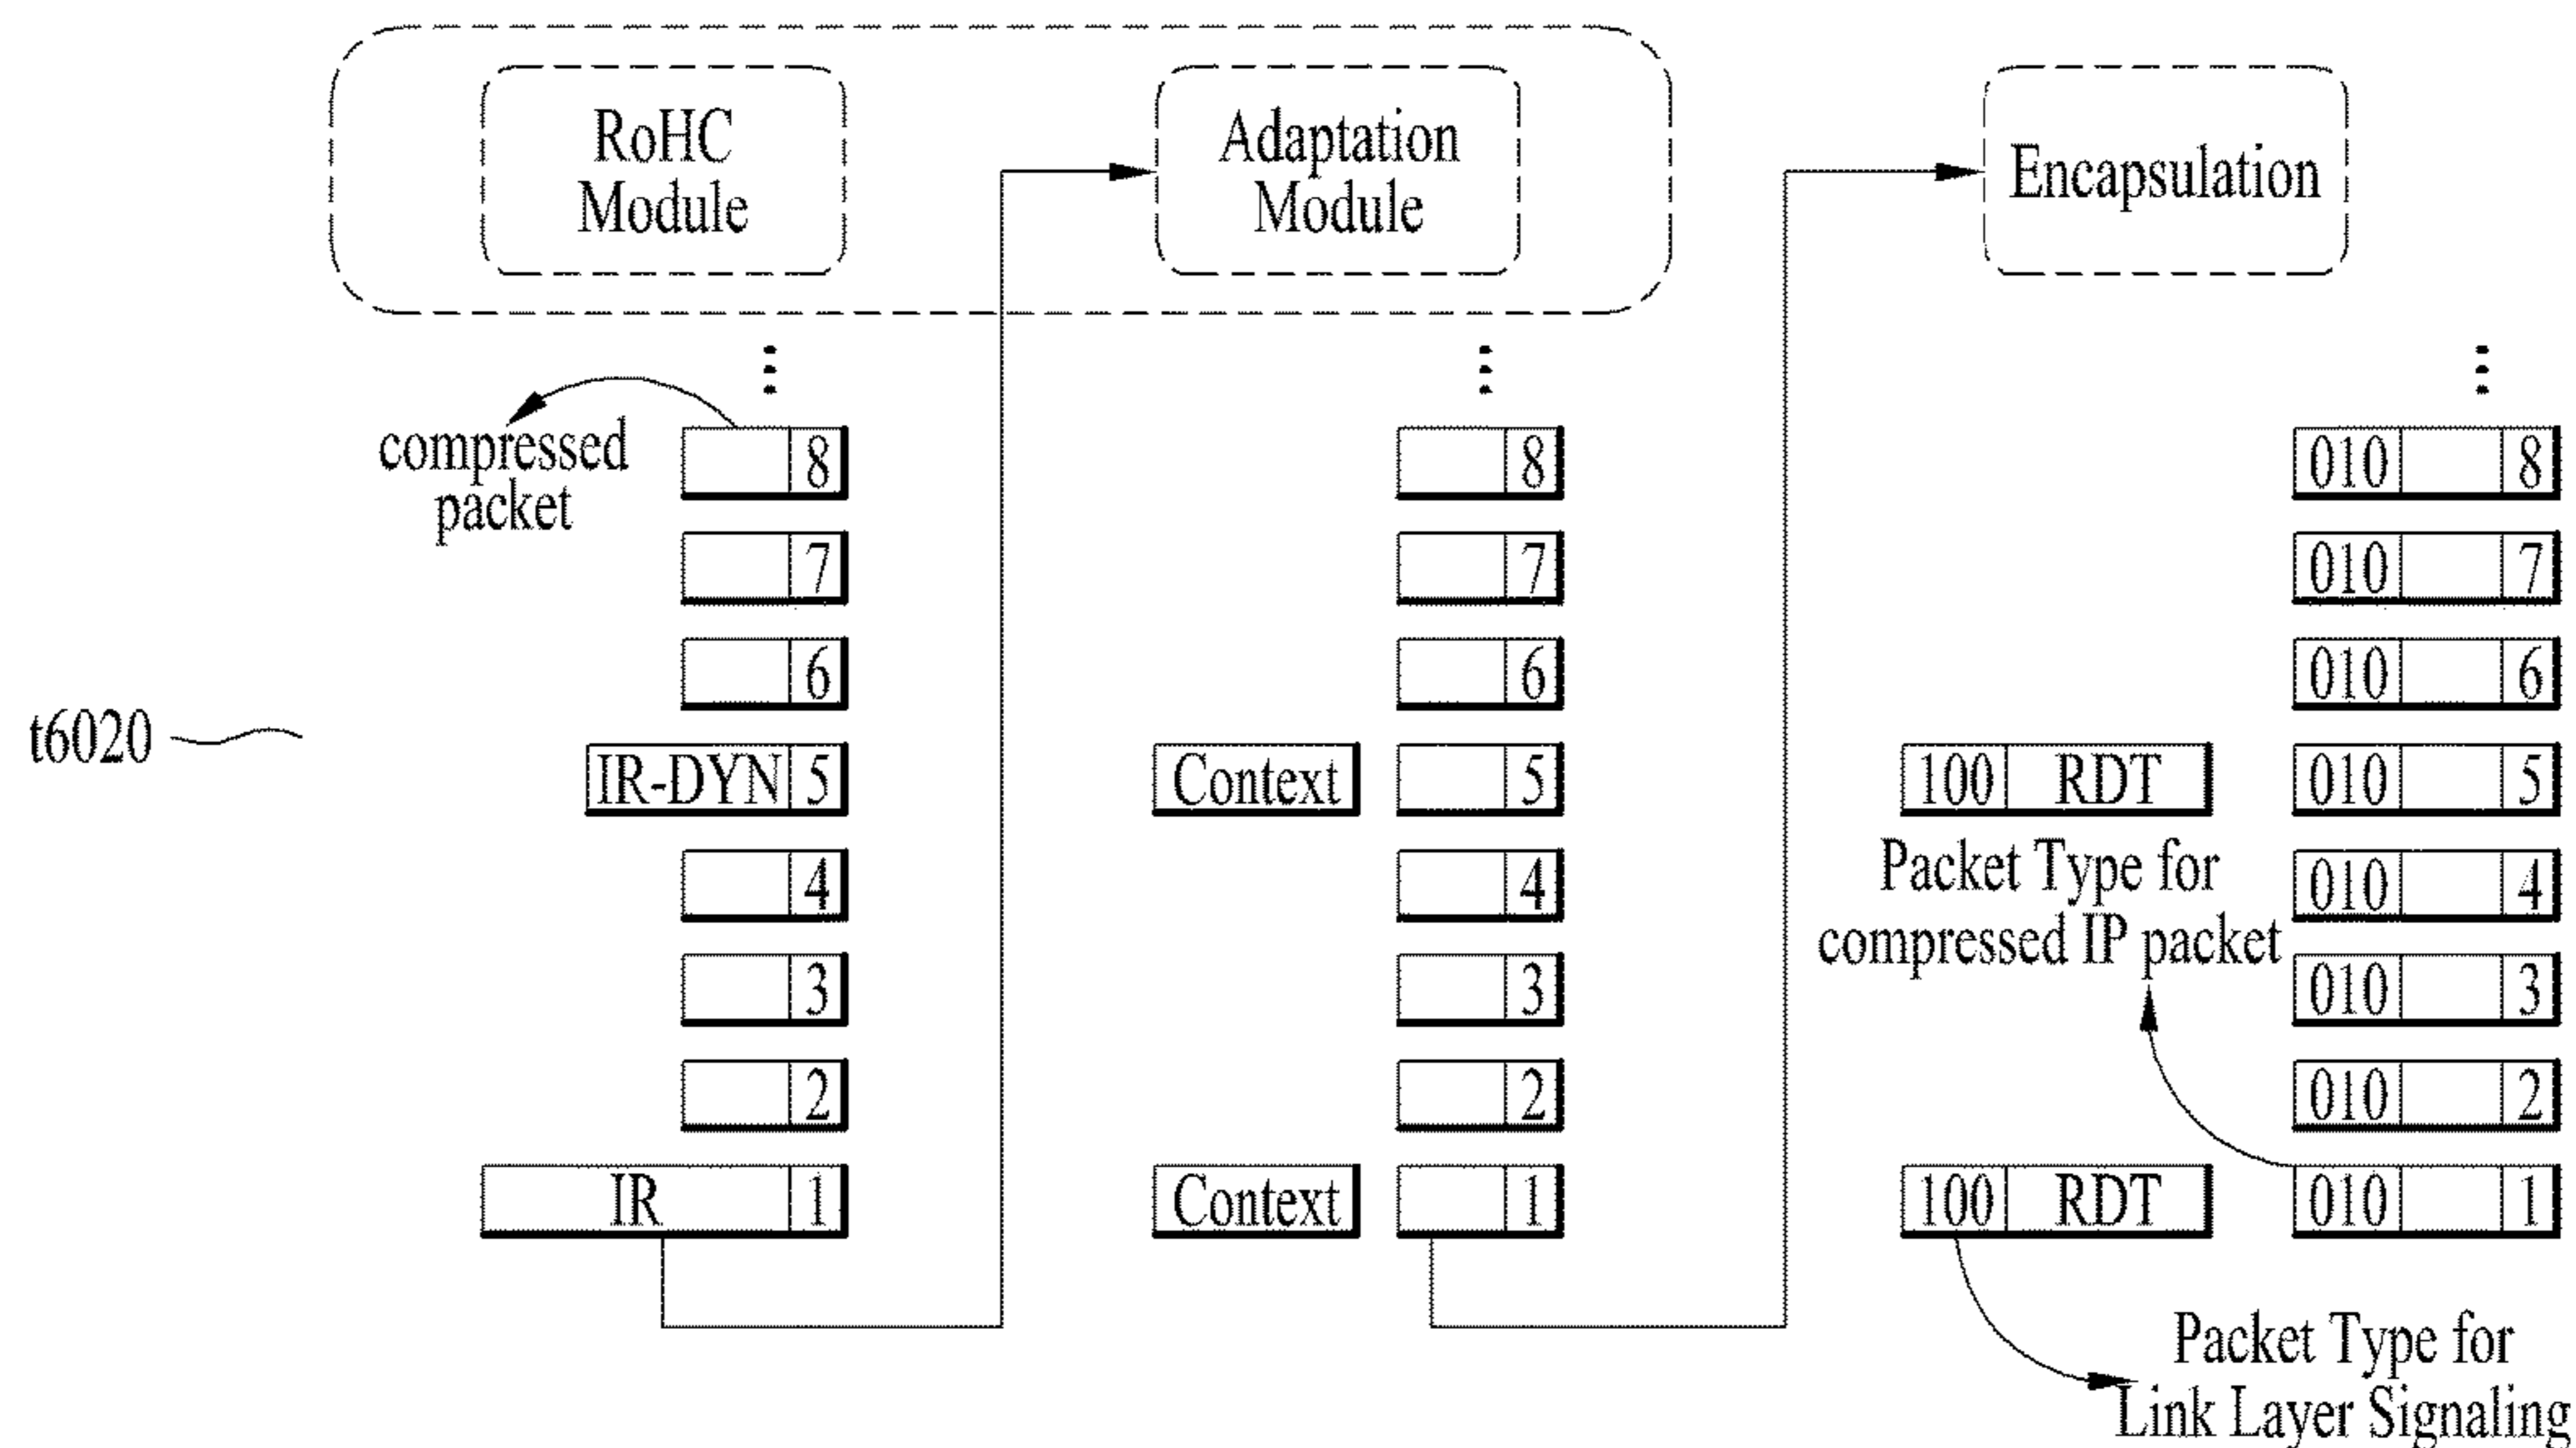 RoHC
Module
Adaptation
Module
Encapsulation
compressed
packet
8
8
010 8
7
7
010 7
6
6
010 6
t6020
IR-DYN 5
Context 5
100 RDT 010 5
4
4
Packet Type for
compressed IP packet
010 4
3
3
010 3
2
2
010 2
IR 1
Context 1
100 RDT 010 1
Packet Type for
Link Layer Signaling